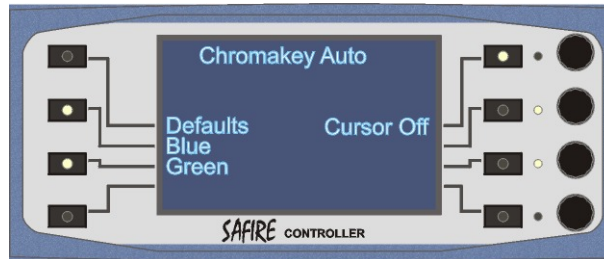 Chromakey Auto
Defaults Cursor Off
Blue
Green
SAFIRE CONTROLLER